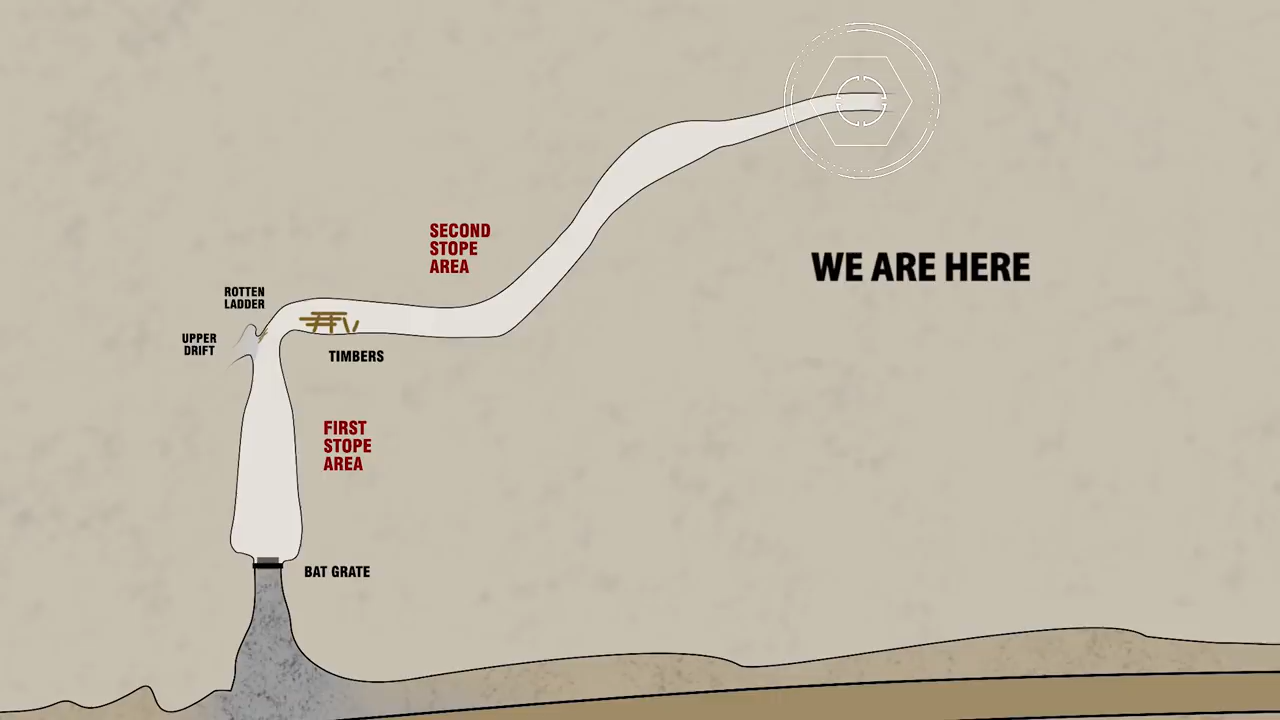 SECOND
STOPE
AREA
WE ARE HERE
ROTTEN
LADDER
UPPER
DRIFT
TIMBERS
FIRST
STOPE
AREA
BAT GRATE